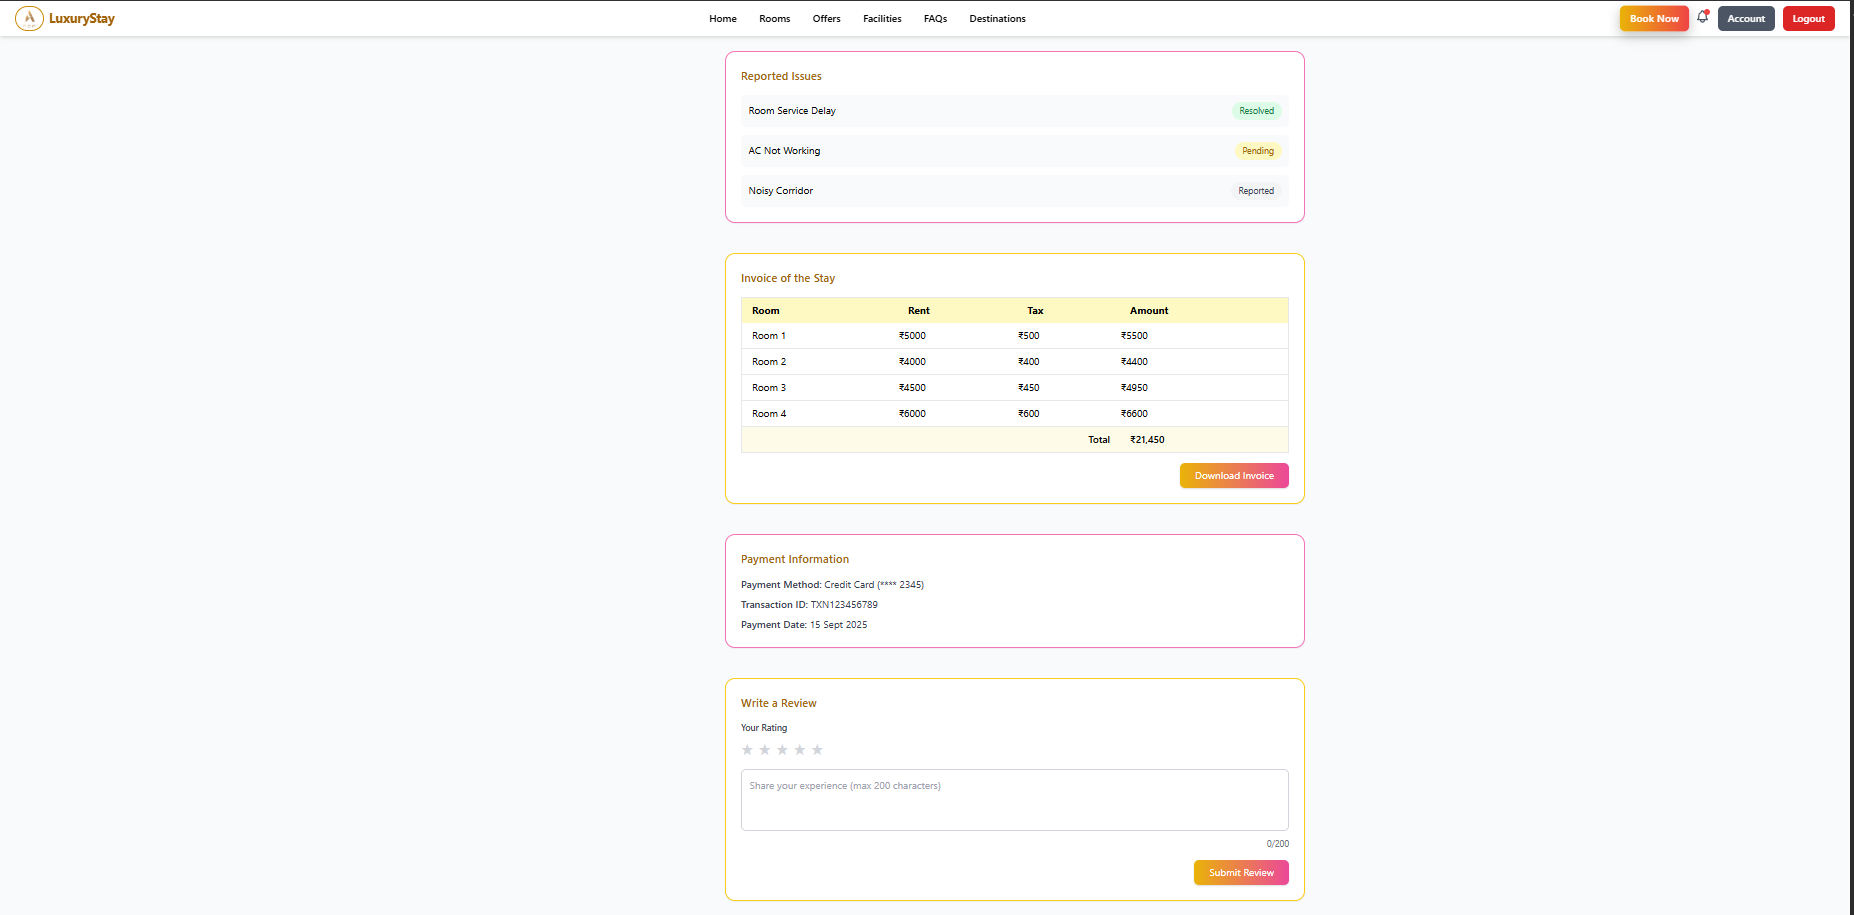 LuxuryStay Home Rooms Offers Facilities FAQs Destinations Book Now Account Logout
Reported Issues
Room Service Delay Resolved
AC Not Working Pending
Noisy Corridor Reported
Invoice of the Stay
Room Rent Tax Amount
Room 1 ₹5000 ₹500 ₹5500
Room 2 ₹4000 ₹400 ₹4400
Room 3 ₹4500 ₹450 ₹4950
Room 4 ₹6000 ₹600 ₹6600
Total ₹21,450
Download Invoice
Payment Information
Payment Method: Credit Card (**** 2345)
Transaction ID: TXN123456789
Payment Date: 15 Sept 2025
Write a Review
Your Rating
Share your experience (max 200 characters)
0/200
Submit Review